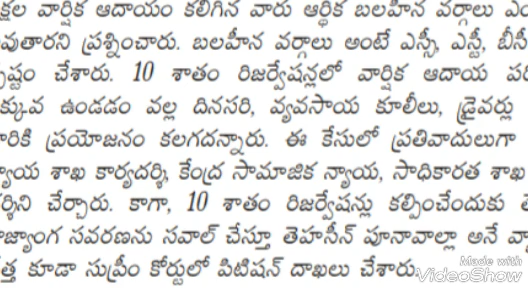 క్షల వార్షిక ఆదాయం కలిగిన వారు ఆర్థిక బలహీన వర్గాలు
వుతారని ప్రశ్నించారు. బలహీన వర్గాలు అంటే ఎస్సీ, ఎస్టీ, బీసీ
ష్టం చేశారు. 10 శాతం రిజర్వేషన్లలో వార్షిక ఆదాయ పరి
క్కువ ఉండడం వల్ల దినసరి, వ్యవసాయ కూలీలు, డ్రైవర్లు
ారికి ప్రయోజనం కలగదన్నారు. ఈ కేసులో ప్రతివాదులుగా
్యాయ శాఖ కార్యదర్శి, కేంద్ర సామాజిక న్యాయ, సాధికారత శాఖ
ర్శిని చేర్చారు. కాగా, 10 శాతం రిజర్వేషన్లు కల్పించేందుకు
ాజ్యాంగ సవరణను సవాల్ చేస్తూ తెహసీన్ పూనావాల్లా అనే వ్యా
త్త కూడా సుప్రీం కోర్టులో పిటిషన్ దాఖలు చేశారు.
Made with
VideoShow